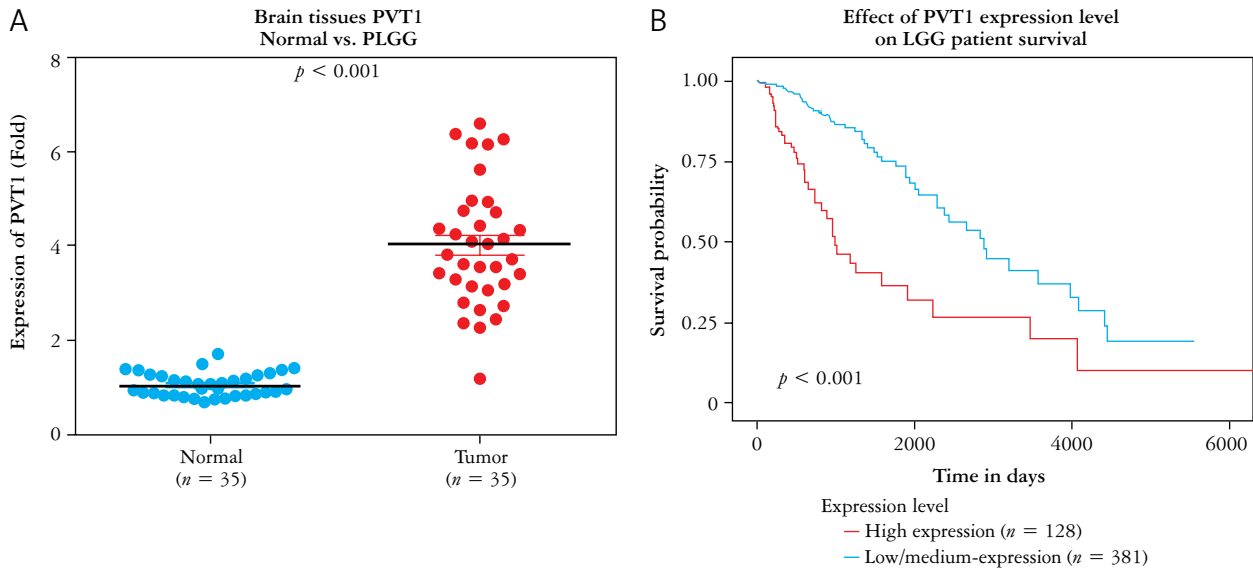 A
Brain tissues PVT1
Normal vs. PLGG
p < 0.001
Expression of PVT1 (Fold)
8
6
4
2
0
Normal
(n = 35)
Tumor
(n = 35)
B
Effect of PVT1 expression level
on LGG patient survival
Survival probability
1.00
0.75
0.50
0.25
0
p < 0.001
0
2000
4000
6000
Time in days
Expression level
High expression (n = 128)
Low/medium-expression (n = 381)